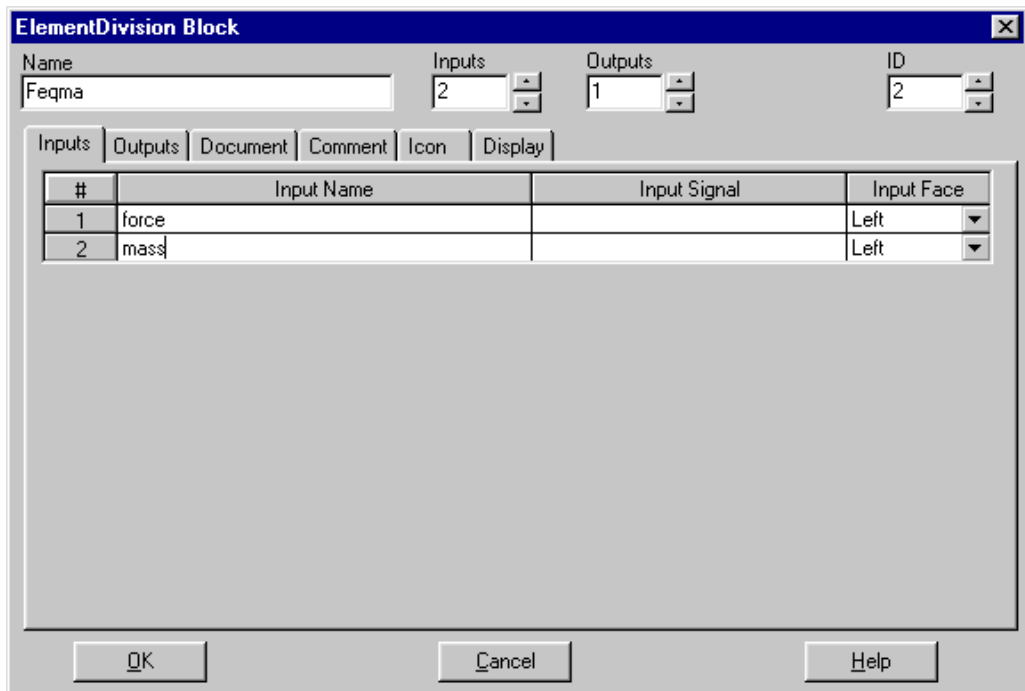 ElementDivision Block
Name Inputs Outputs ID
Feqma 2 1 2
Inputs Outputs Document Comment Icon Display
# Input Name Input Signal Input Face
1 force Left
2 mass Left
OK Cancel Help